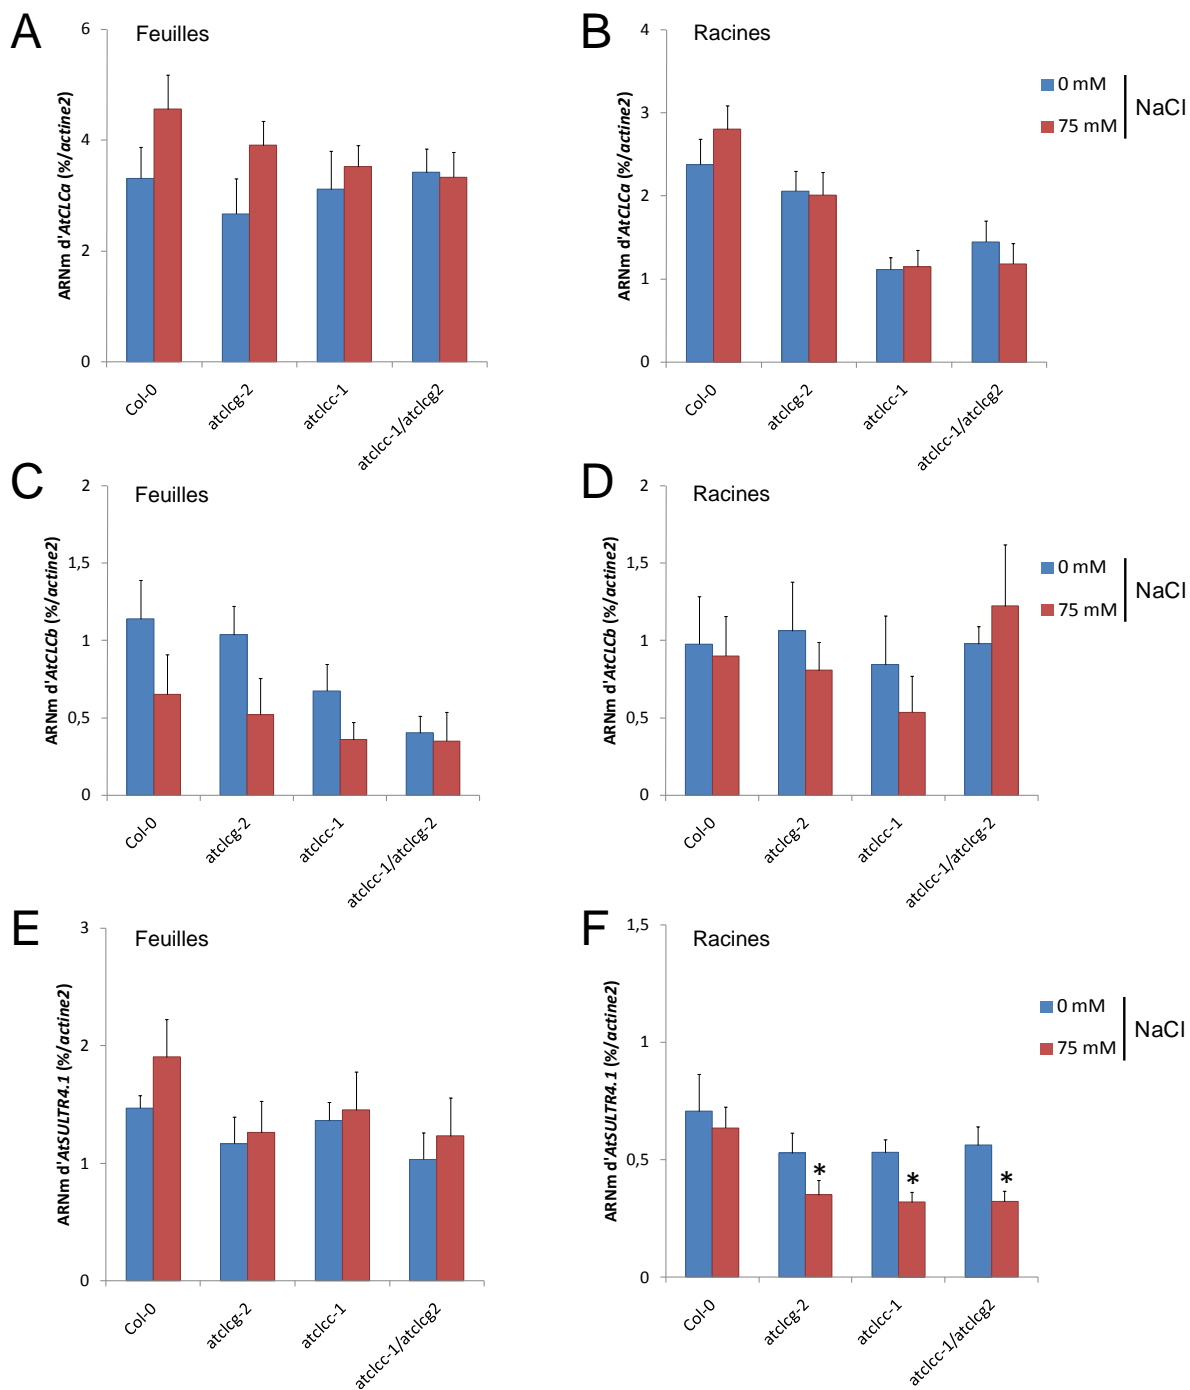 A
Feuilles
ARNm d'AtCLCa (%/actine2)
6
4
2
0
Col-0
atclcg-2
atclcc-1
atclcc-1/atclcg2
B
Racines
ARNm d'AtCLCa (%/actine2)
4
3
2
1
0
Col-0
atclcg-2
atclcc-1
atclcc-1/atclcg2
0 mM
75 mM
NaCl
C
Feuilles
ARNm d'AtCLCb (%/actine2)
2
1,5
1
0,5
0
Col-0
atclcg-2
atclcc-1
atclcc-1/atclcg-2
D
Racines
ARNm d'AtCLCb (%/actine2)
2
1,5
1
0,5
0
Col-0
atclcg-2
atclcc-1
atclcc-1/atclcg-2
0 mM
75 mM
NaCl
E
Feuilles
ARNm d'AtSULTR4.1 (%/actine2)
3
2
1
0
Col-0
atclcg-2
atclcc-1
atclcc-1/atclcg2
F
Racines
ARNm d'AtSULTR4.1 (%/actine2)
1,5
1
0,5
0
* * *
Col-0
atclcg-2
atclcc-1
atclcc-1/atclcg2
0 mM
75 mM
NaCl